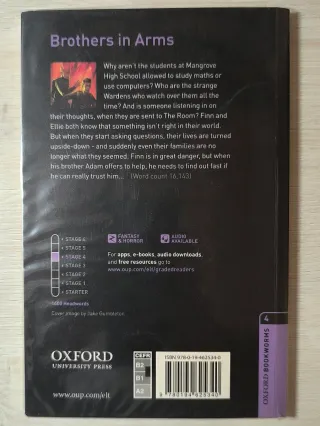 Brothers in Arms
Why aren't the students at Mangrove
High School allowed to study maths or
use computers? Who are the strange
Wardens who watch over them all the
time? And is someone listening in on
their thoughts, when they are sent to The Room? Finn and
Ellie both know that something isn't right in their world.
But when they start asking questions, their lives are turned
upside-down - and suddenly even their families are no
longer what they seemed. Finn is in great danger, but when
his brother Adam offers to help, he needs to find out fast if
he can really trust him... (Word count 16,143)
STAGE 6
STAGE 5
STAGE 4
STAGE 3
STAGE 2
STAGE 1
STARTER
FANTASY
& HORROR
AUDIO
AVAILABLE
For apps, e-books, audio downloads,
and free resources go to
www.oup.com/elt/gradedreaders
1400 Headwords
Cover image by Jake Rumbleton
4
OXFORD BOOKWORMS
OXFORD
UNIVERSITY PRESS
www.oup.com/elt
CEFR
B2
B1
A2